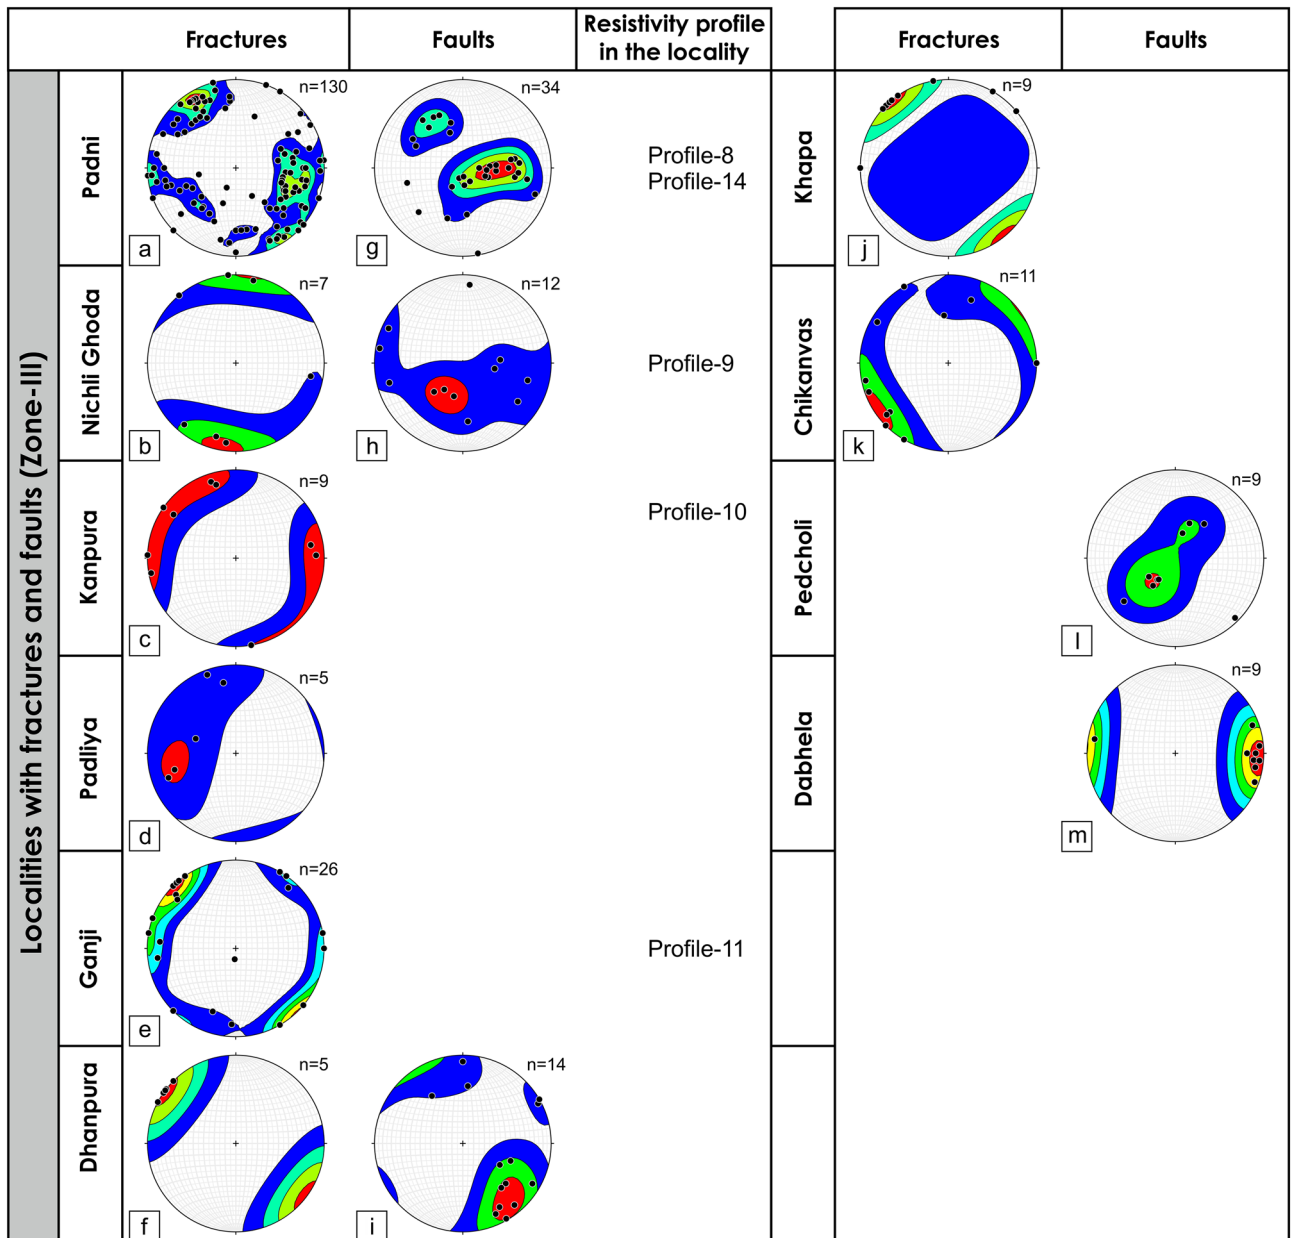 Fractures
Faults
Resistivity profile
in the locality
Fractures
Faults
Localities with fractures and faults (Zone-III)
Padni
n=130
a
n=34
g
Profile-8
Profile-14
Khapa
n=9
j
Nichli Ghoda
n=7
b
n=12
h
Profile-9
Chikanvas
n=11
k
Kanpura
n=9
c
Profile-10
Pedcholi
n=9
l
Padliya
n=5
d
Dabhela
n=9
m
Ganji
n=26
e
Profile-11
Dhanpura
n=5
f
n=14
i